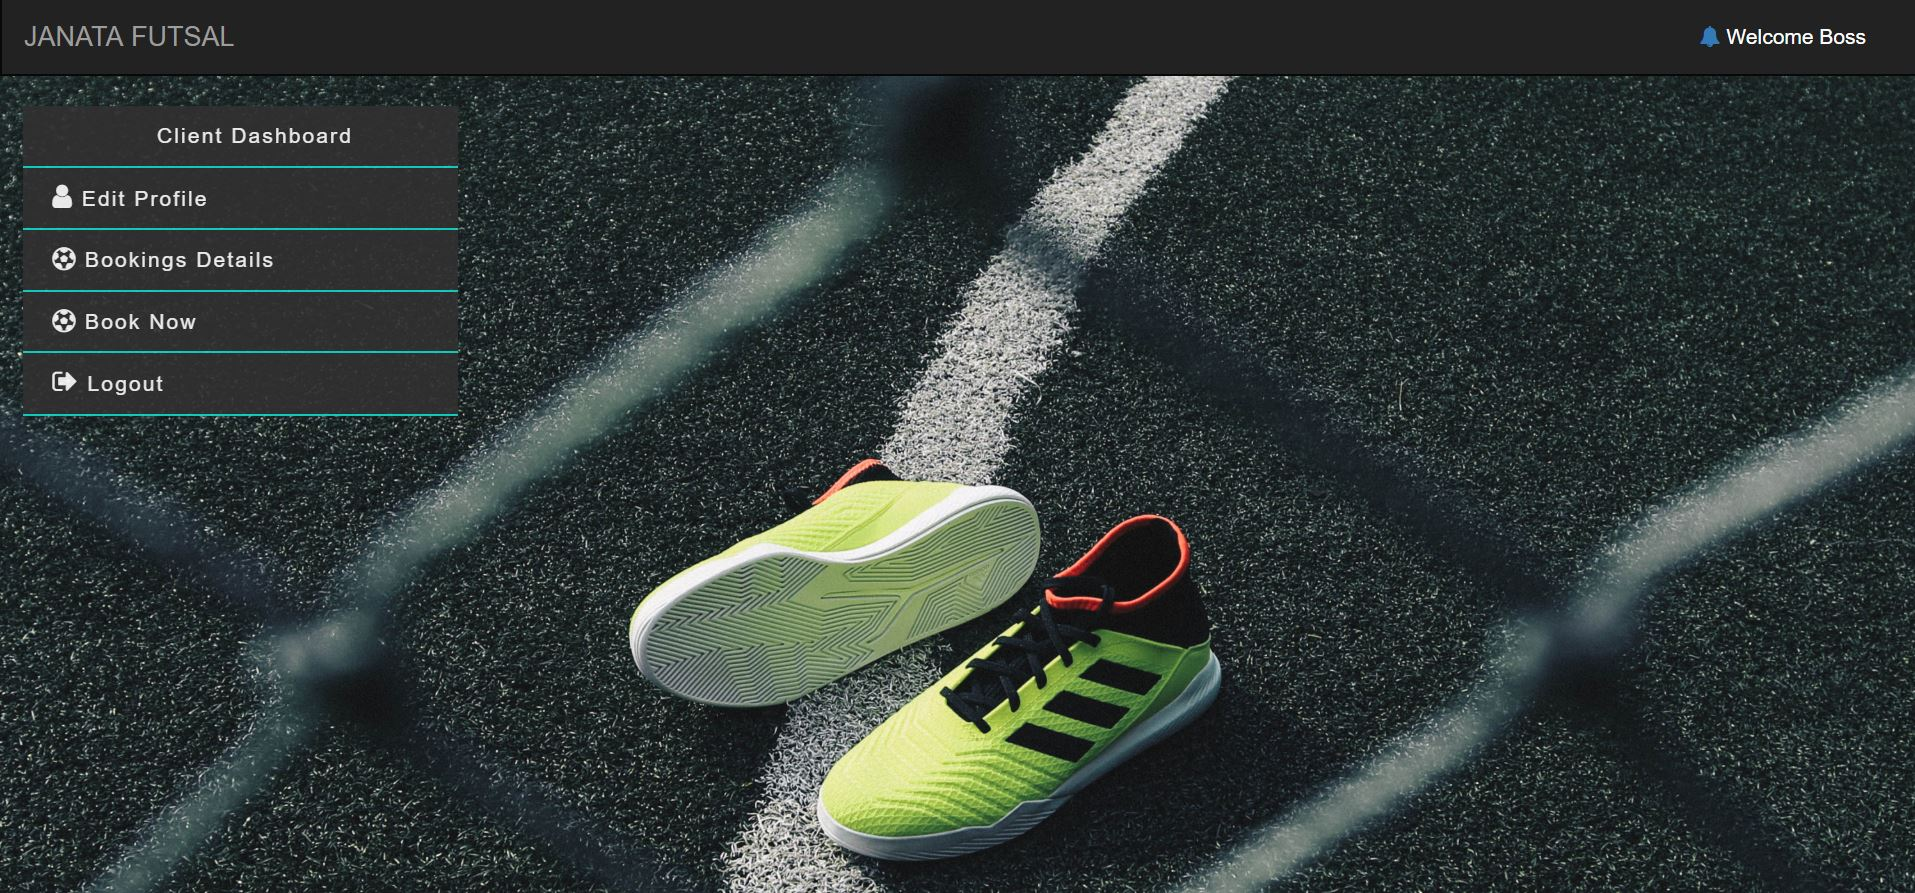 JANATA FUTSAL
Welcome Boss
Client Dashboard
Edit Profile
Bookings Details
Book Now
Logout